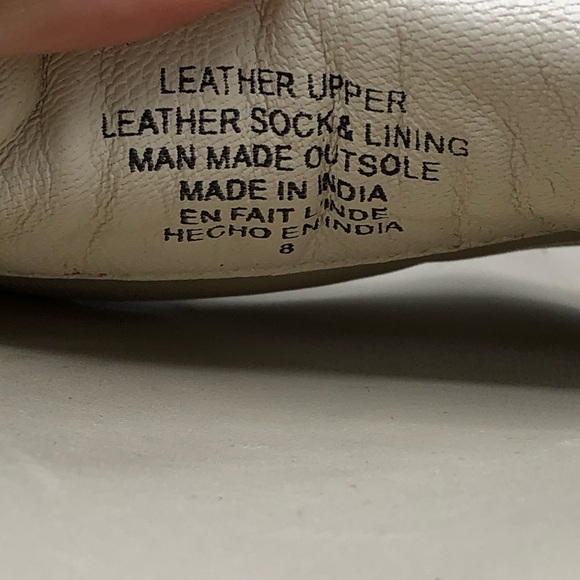 LEATHER UPPER
LEATHER SOCK & LINING
MAN MADE OUTSOLE
MADE IN INDIA
EN FAIT L'INDE
HECHO EN INDIA
8